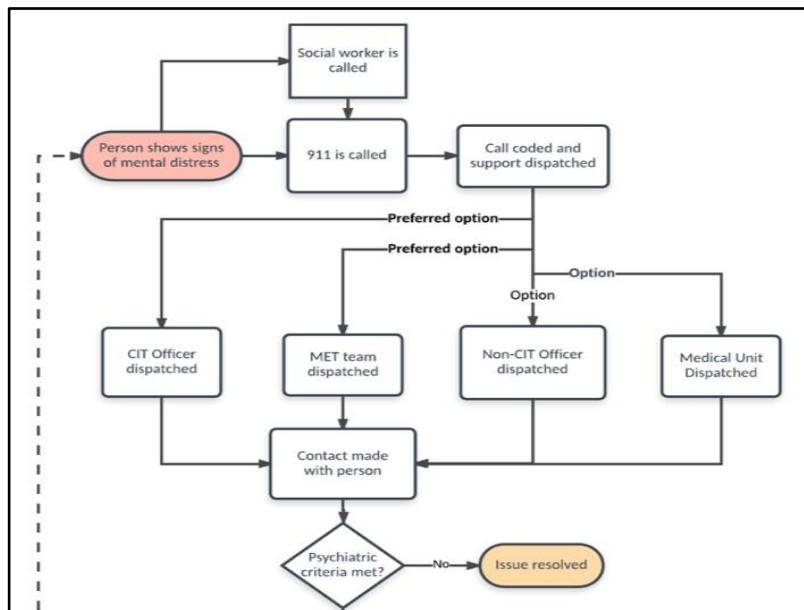 Social worker is
called
Person shows signs
of mental distress
911 is called
Call coded and
support dispatched
Preferred option
Preferred option
Option
Option
CIT Officer
dispatched
MET team
dispatched
Non-CIT Officer
dispatched
Medical Unit
Dispatched
Contact made
with person
Psychiatric
criteria met?
No
Issue resolved